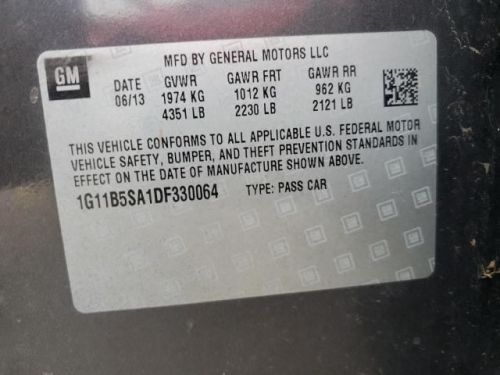 MFD BY GENERAL MOTORS LLC
GM
DATE GVWR GAWR FRT GAWR RR
06/13 1974 KG 1012 KG 962 KG
4351 LB 2230 LB 2121 LB
THIS VEHICLE CONFORMS TO ALL APPLICABLE U.S. FEDERAL MOTOR
VEHICLE SAFETY, BUMPER, AND THEFT PREVENTION STANDARDS IN
EFFECT ON THE DATE OF MANUFACTURE SHOWN ABOVE.
1G11B5SA1DF330064 TYPE: PASS CAR